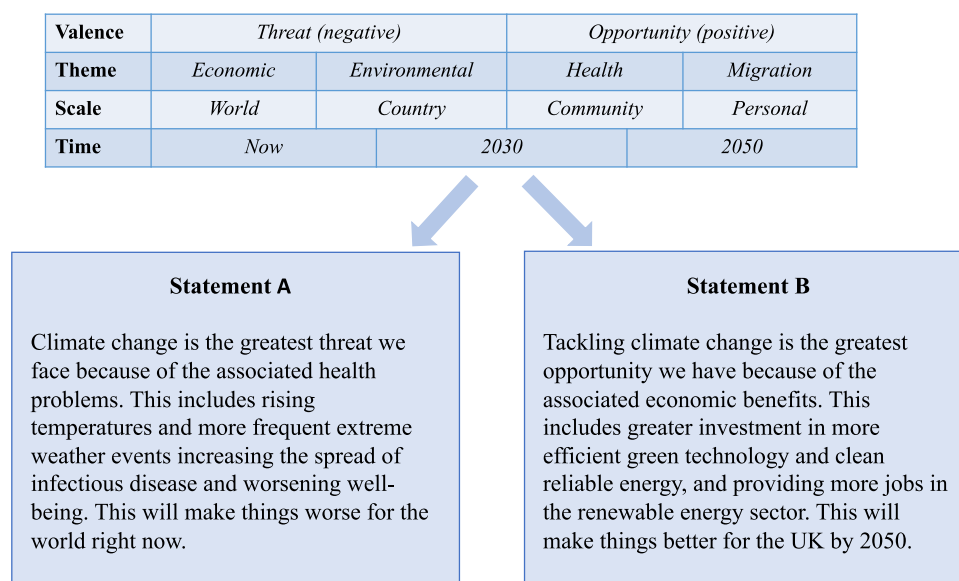 Valence Threat (negative) Opportunity (positive)
Theme Economic Environmental Health Migration
Scale World Country Community Personal
Time Now 2030 2050
Statement A
Climate change is the greatest threat we
face because of the associated health
problems. This includes rising
temperatures and more frequent extreme
weather events increasing the spread of
infectious disease and worsening well-
being. This will make things worse for the
world right now.
Statement B
Tackling climate change is the greatest
opportunity we have because of the
associated economic benefits. This
includes greater investment in more
efficient green technology and clean
reliable energy, and providing more jobs in
the renewable energy sector. This will
make things better for the UK by 2050.